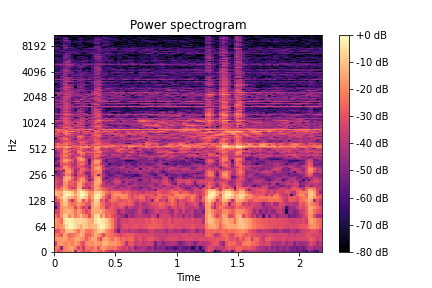 Power spectrogram
8192
4096
2048
1024
512
256
128
64
0
Hz
0
0.5
1
1.5
2
Time
+0 dB
-10 dB
-20 dB
-30 dB
-40 dB
-50 dB
-60 dB
-70 dB
-80 dB